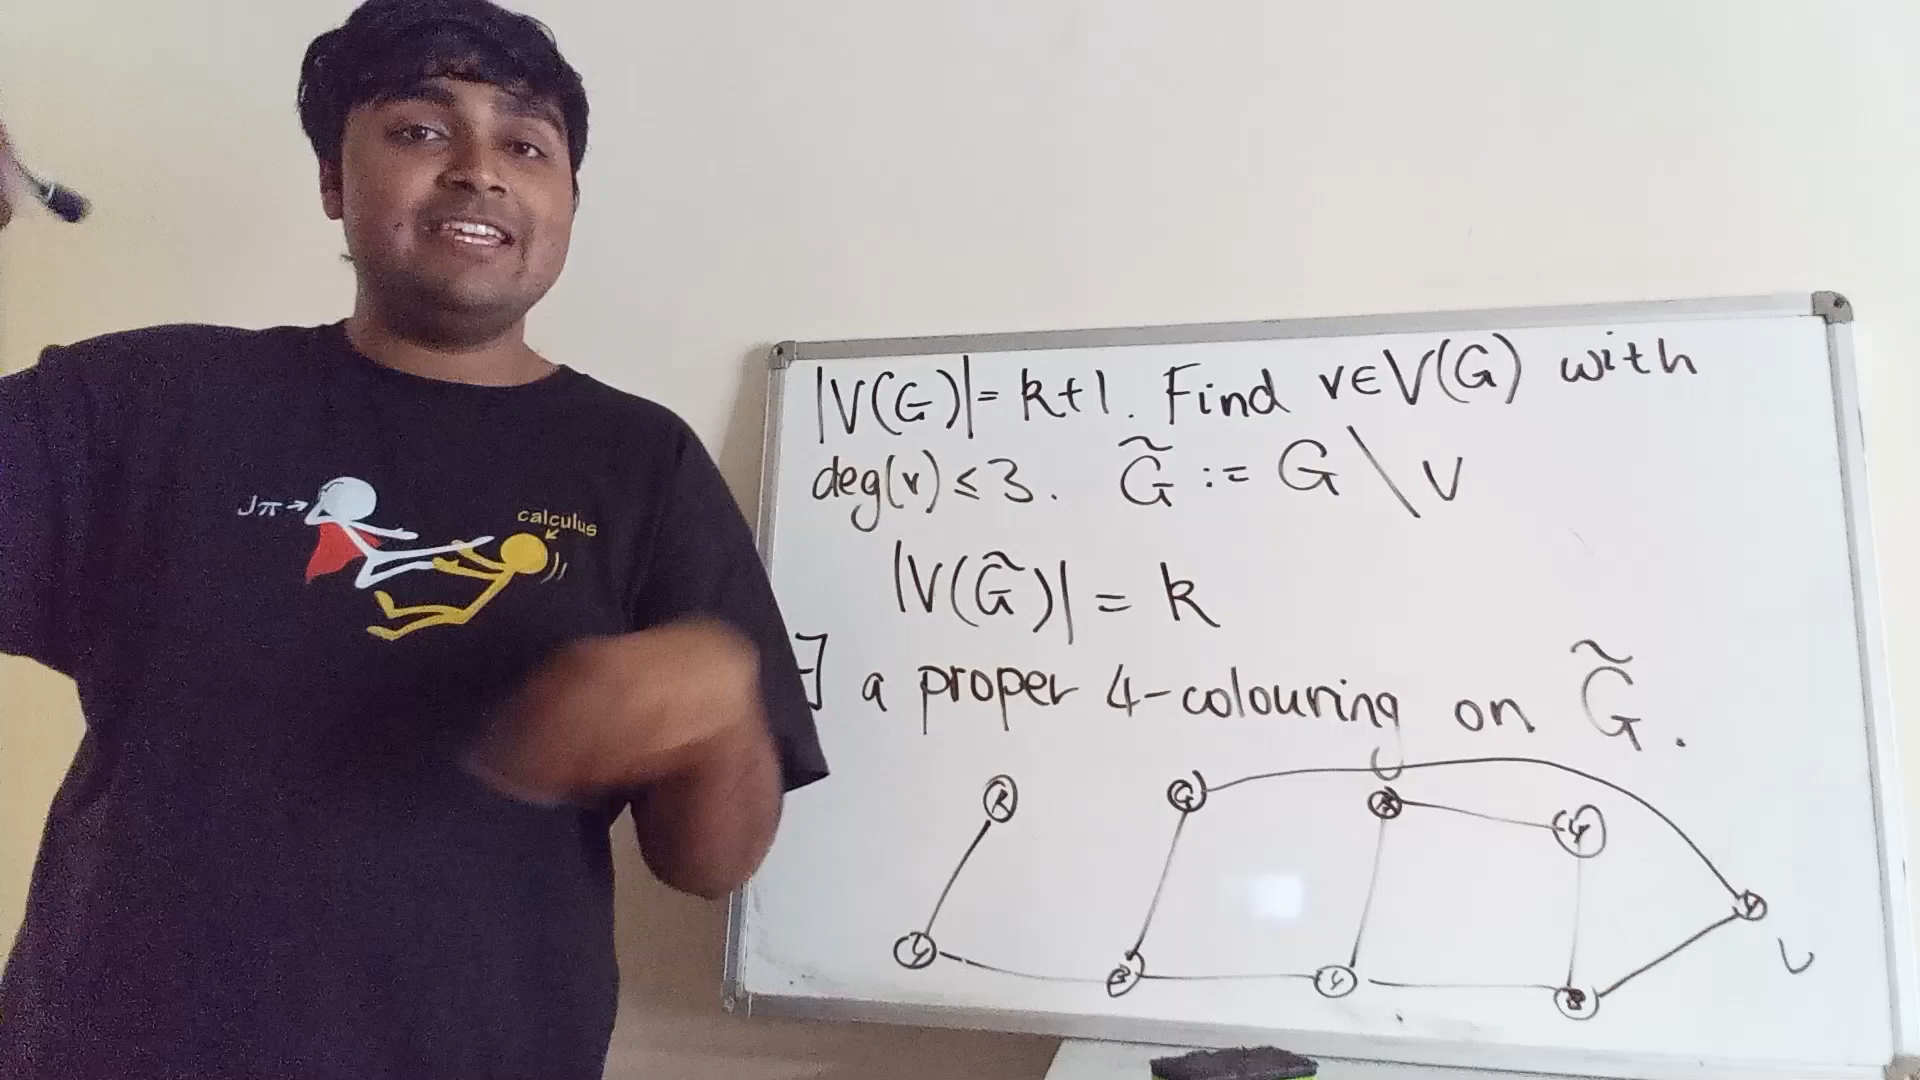 Jπ→
calculus
|V(G)|=k+1. Find v∈V(G) with
deg(v)≤3. G̃ := G \ v
|V(G̃)| = k
∃ a proper 4-colouring on G̃.
R G B Y
Y B Y B
v